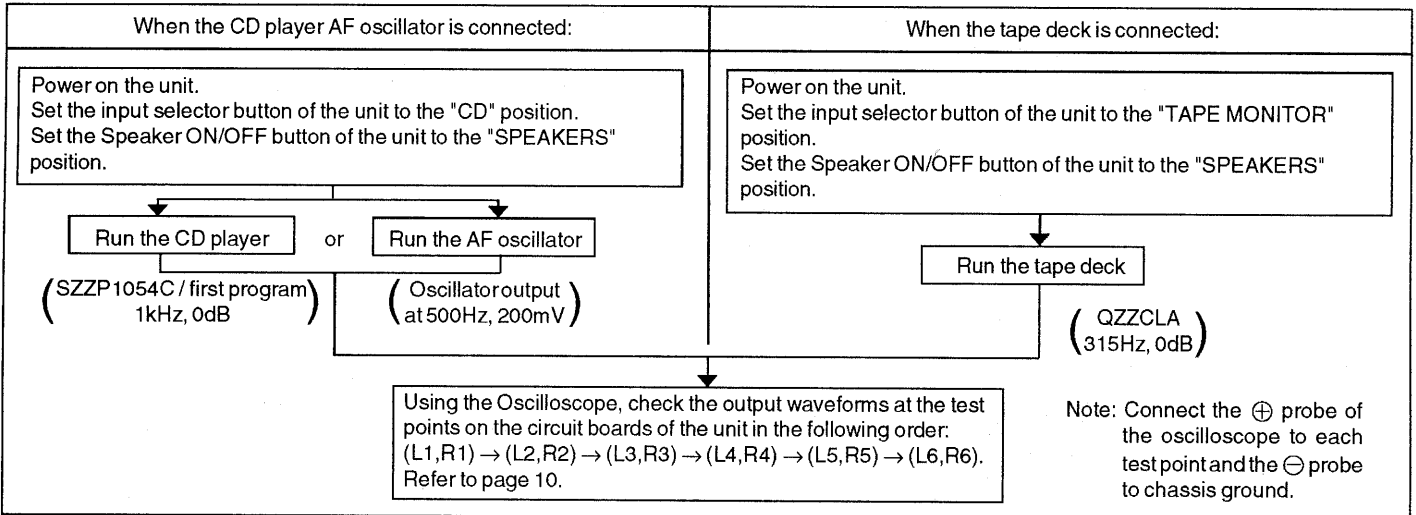 When the CD player AF oscillator is connected:
When the tape deck is connected:
Power on the unit.
Set the input selector button of the unit to the "CD" position.
Set the Speaker ON/OFF button of the unit to the "SPEAKERS"
position.
Run the CD player
or
Run the AF oscillator
(SZZP1054C / first program)
1kHz, 0dB
(Oscillator output
at 500Hz, 200mV)
Power on the unit.
Set the input selector button of the unit to the "TAPE MONITOR"
position.
Set the Speaker ON/OFF button of the unit to the "SPEAKERS"
position.
Run the tape deck
(QZZCLA
315Hz, 0dB)
Using the Oscilloscope, check the output waveforms at the test
points on the circuit boards of the unit in the following order:
(L1,R1) → (L2,R2) → (L3,R3) → (L4,R4) → (L5,R5) → (L6,R6).
Refer to page 10.
Note: Connect the ⊕ probe of
the oscilloscope to each
test point and the ⊖ probe
to chassis ground.